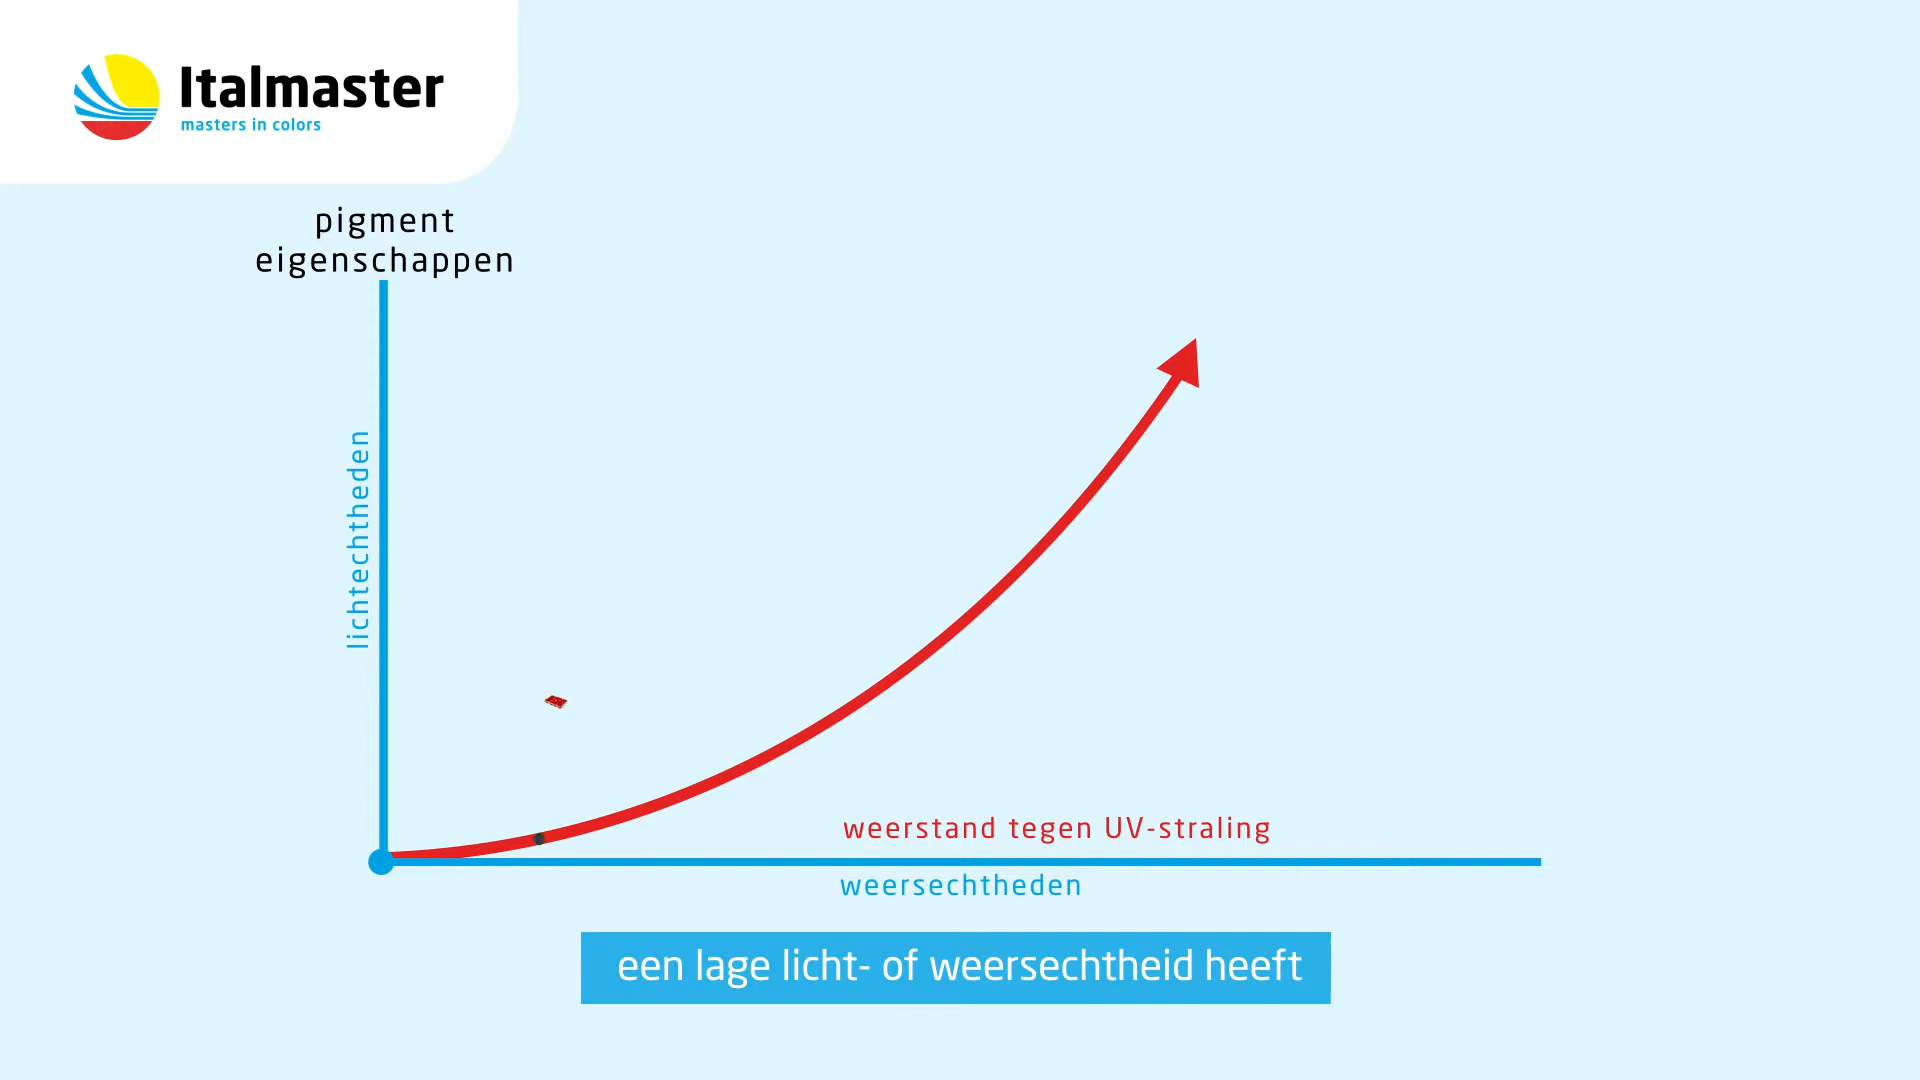 Italmaster
masters in colors
pigment
eigenschappen
lichtechtheden
weerstand tegen UV-straling
weersechtheden
een lage licht- of weersechtheid heeft